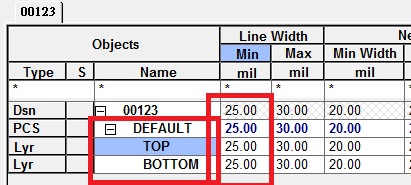 00123
Objects Line Width Ne
Min Max Min Width
Type S Name mil mil mil
* * * * * *
Dsn 00123 25.00 30.00 20.00
PCS DEFAULT 25.00 30.00 20.00
Lyr TOP 25.00 30.00 20.00
Lyr BOTTOM 25.00 30.00 20.00